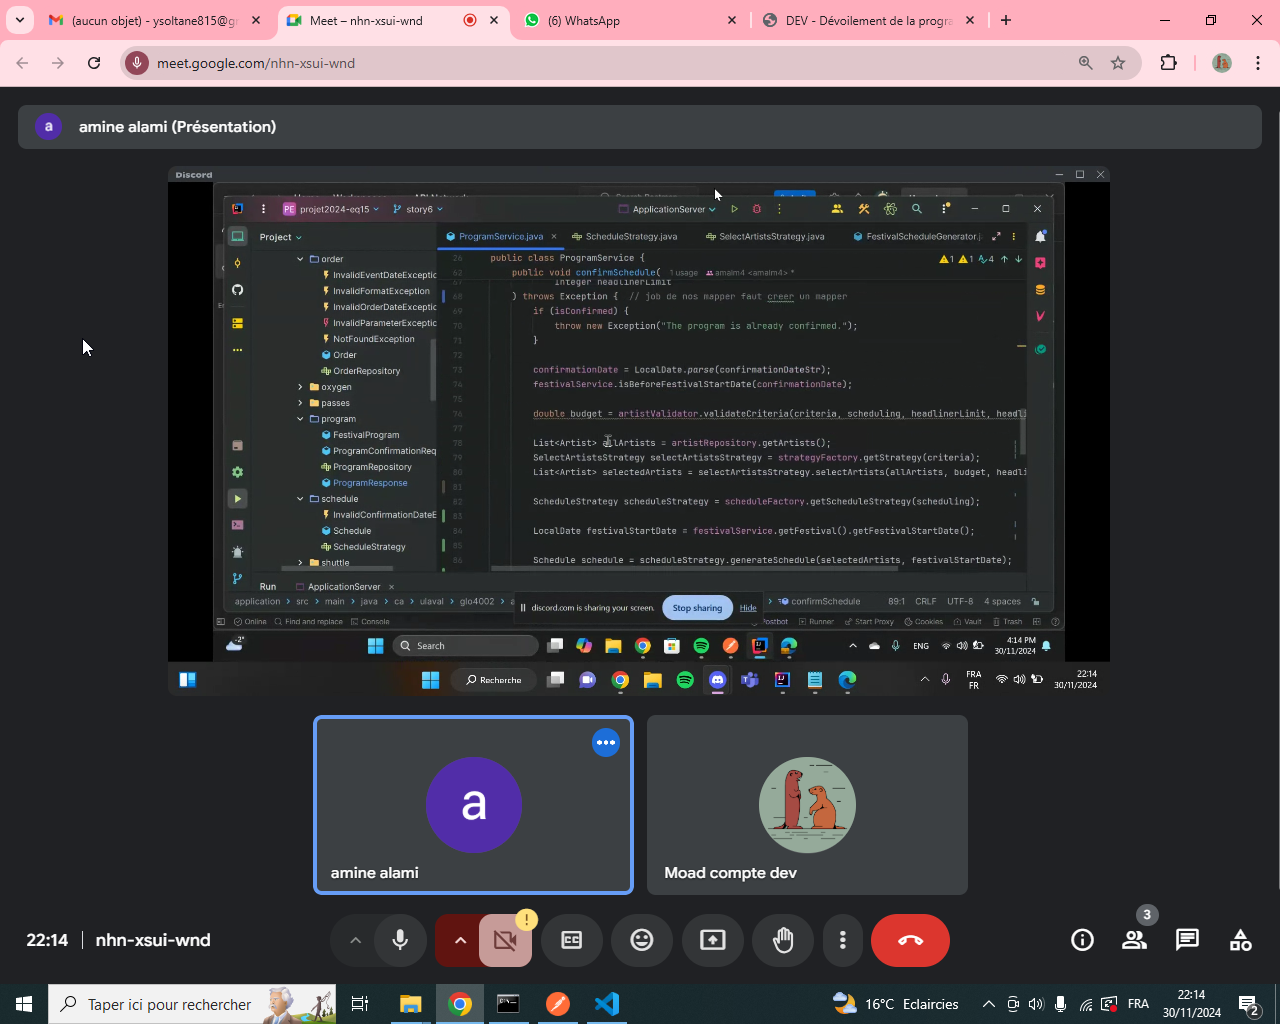 (aucun objet) - ysoltane815@g
Meet – nhn-xsui-wnd
(6) WhatsApp
DEV - Dévoilement de la progra
meet.google.com/nhn-xsui-wnd
a
amine alami (Présentation)
Discord
PE projet2024-eq15
story6
ApplicationServer
Project
ProgramService.java
ScheduleStrategy.java
SelectArtistsStrategy.java
FestivalScheduleGenerator.j
order
InvalidEventDateExceptio
InvalidFormatException
InvalidOrderDateException
InvalidParameterExceptio
NotFoundException
Order
OrderRepository
oxygen
passes
program
FestivalProgram
ProgramConfirmationReq
ProgramRepository
ProgramResponse
schedule
InvalidConfirmationDateE
Schedule
ScheduleStrategy
shuttle
26 public class ProgramService {
1 1 4
62 public void confirmSchedule( 1 usage amalm4 <amalm4> *
67 Integer headlinerLimit
68 ) throws Exception { // job de nos mapper faut creer un mapper
69 if (isConfirmed) {
70 throw new Exception("The program is already confirmed.");
71 }
72
73 confirmationDate = LocalDate.parse(confirmationDateStr);
74 festivalService.isBeforeFestivalStartDate(confirmationDate);
75
76 double budget = artistValidator.validateCriteria(criteria, scheduling, headlinerLimit, headli
78 List<Artist> allArtists = artistRepository.getArtists();
79 SelectArtistsStrategy selectArtistsStrategy = strategyFactory.getStrategy(criteria);
80 List<Artist> selectedArtists = selectArtistsStrategy.selectArtists(allArtists, budget, headli
81
82 ScheduleStrategy scheduleStrategy = scheduleFactory.getScheduleStrategy(scheduling);
83
84 LocalDate festivalStartDate = festivalService.getFestival().getFestivalStartDate();
85
86 Schedule schedule = scheduleStrategy.generateSchedule(selectedArtists, festivalStartDate);
Run
ApplicationServer
application > src > main > java > ca > ulaval > glo4002 > a
discord.com is sharing your screen.
Stop sharing
Hide
confirmSchedule
89:1 CRLF UTF-8 4 spaces
Online
Find and replace
Console
Postbot
Runner
Start Proxy
Cookies
Vault
Trash
-2°
Search
ENG
4:14 PM
30/11/2024
Recherche
FRA
FR
22:14
30/11/2024
a
amine alami
Moad compte dev
22:14
nhn-xsui-wnd
3
Taper ici pour rechercher
16°C Eclaircies
FRA
22:14
30/11/2024
2